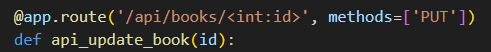 @app.route('/api/books/<int:id>', methods=['PUT'])
def api_update_book(id):